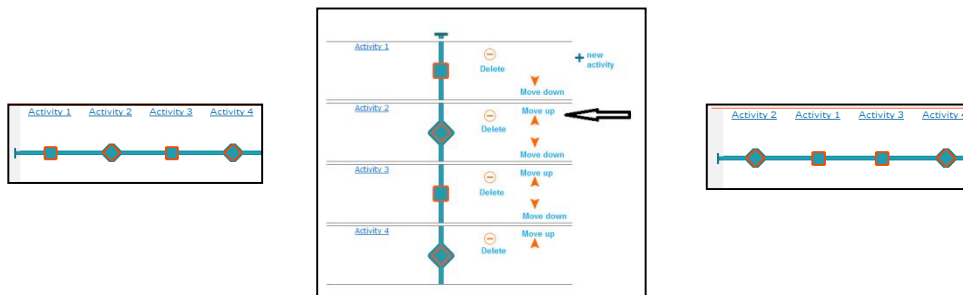 Activity 1 Activity 2 Activity 3 Activity 4
Activity 1
Delete
Move down
+ new
activity
Activity 2
Move up
Delete
Move down
Activity 3
Move up
Delete
Move down
Activity 4
Move up
Delete
Activity 2 Activity 1 Activity 3 Activity